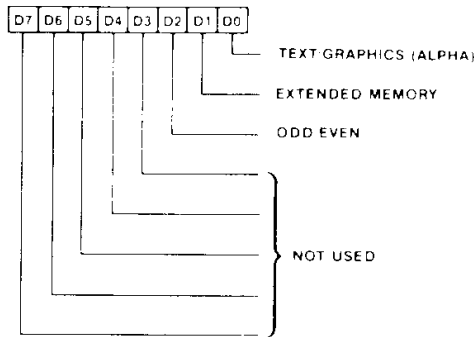 D7 D6 D5 D4 D3 D2 D1 D0
TEXT GRAPHICS (ALPHA)
EXTENDED MEMORY
ODD EVEN
NOT USED